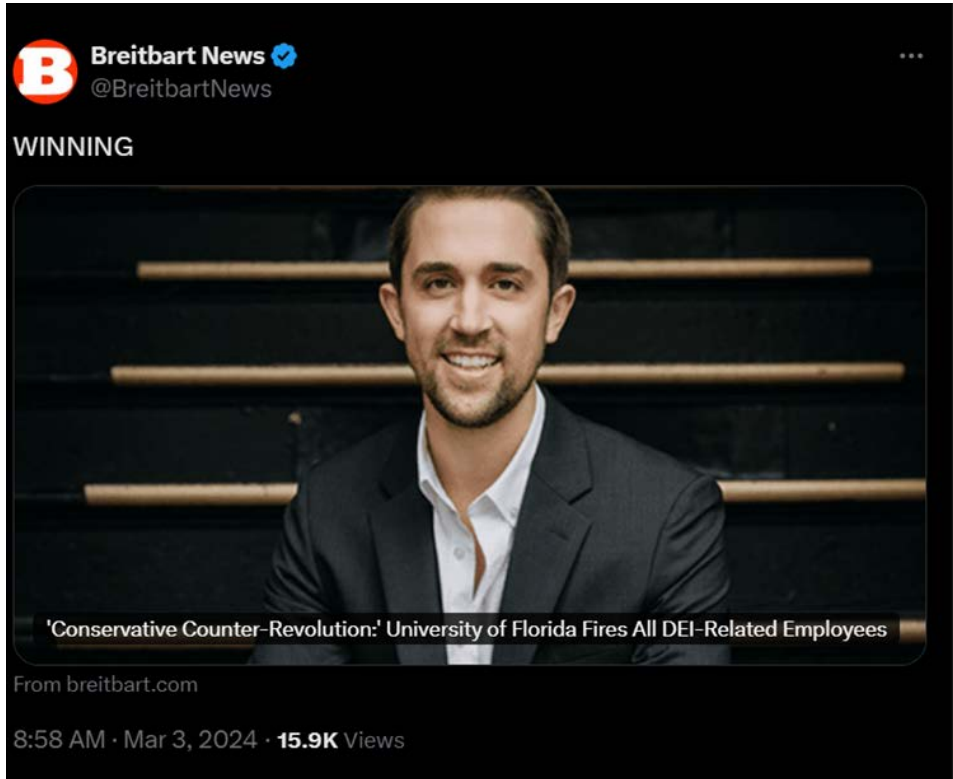 B
Breitbart News
@BreitbartNews
WINNING
'Conservative Counter-Revolution:' University of Florida Fires All DEI-Related Employees
From breitbart.com
8:58 AM · Mar 3, 2024 · 15.9K Views